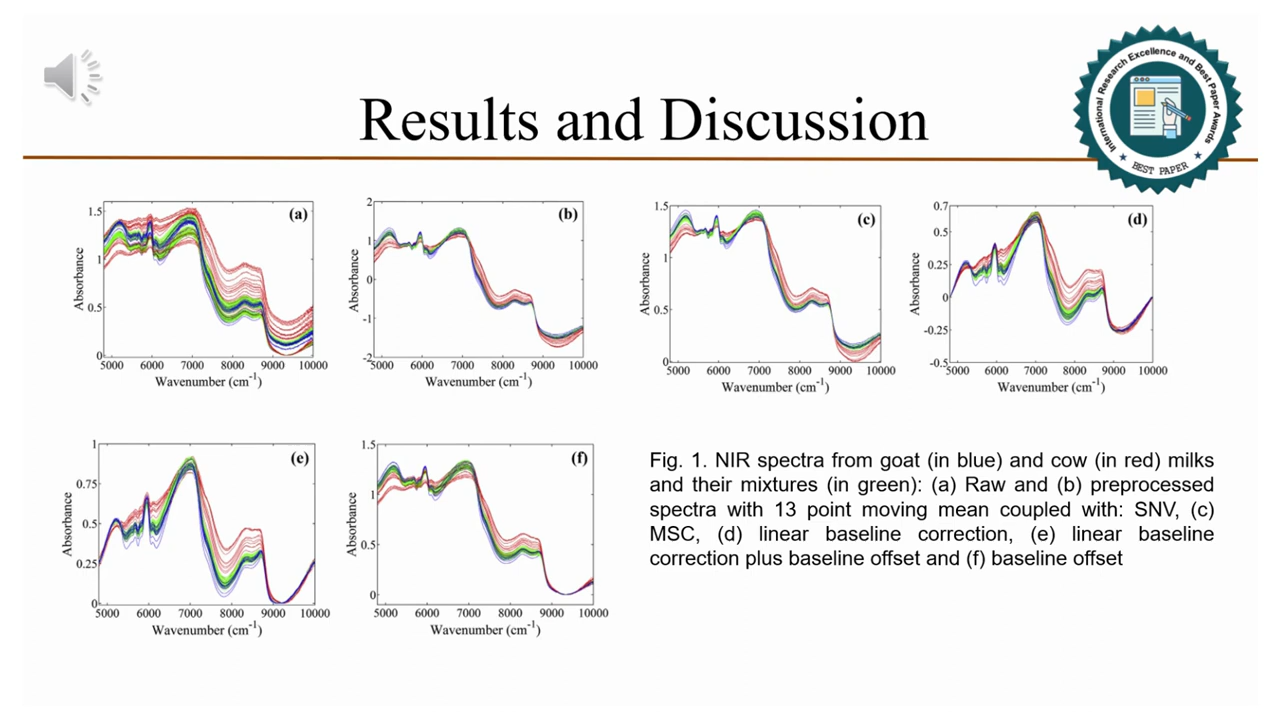 International Research Excellence and Best Paper Awards
BEST PAPER
Results and Discussion
(a)
1.5
1
0.5
0
Absorbance
5000 6000 7000 8000 9000 10000
Wavenumber (cm-1)
(b)
2
1
0
-1
-2
Absorbance
5000 6000 7000 8000 9000 10000
Wavenumber (cm-1)
(c)
1.5
1
0.5
0
Absorbance
5000 6000 7000 8000 9000 10000
Wavenumber (cm-1)
(d)
0.7
0.5
0.25
0
-0.25
-0.5
Absorbance
5000 6000 7000 8000 9000 10000
Wavenumber (cm-1)
(e)
1
0.75
0.5
0.25
0
Absorbance
5000 6000 7000 8000 9000 10000
Wavenumber (cm-1)
(f)
1.5
1
0.5
0
Absorbance
5000 6000 7000 8000 9000 10000
Wavenumber (cm-1)
Fig. 1. NIR spectra from goat (in blue) and cow (in red) milks
and their mixtures (in green): (a) Raw and (b) preprocessed
spectra with 13 point moving mean coupled with: SNV, (c)
MSC, (d) linear baseline correction, (e) linear baseline
correction plus baseline offset and (f) baseline offset